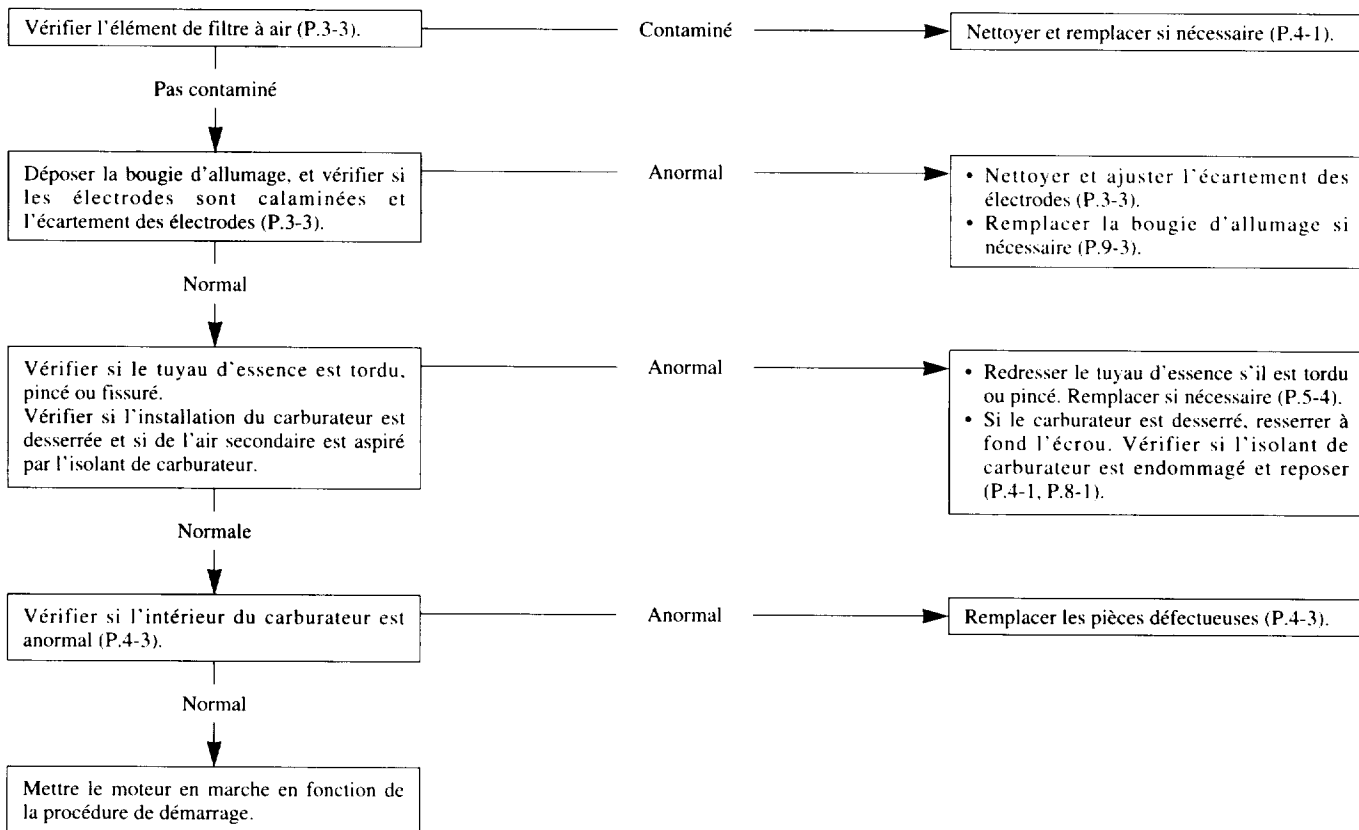 Vérifier l'élément de filtre à air (P.3-3).
Contaminé
Nettoyer et remplacer si nécessaire (P.4-1).
Pas contaminé
Déposer la bougie d'allumage, et vérifier si
les électrodes sont calaminées et
l'écartement des électrodes (P.3-3).
Anormal
• Nettoyer et ajuster l'écartement des
électrodes (P.3-3).
• Remplacer la bougie d'allumage si
nécessaire (P.9-3).
Normal
Vérifier si le tuyau d'essence est tordu,
pincé ou fissuré.
Vérifier si l'installation du carburateur est
desserrée et si de l'air secondaire est aspiré
par l'isolant de carburateur.
Anormal
• Redresser le tuyau d'essence s'il est tordu
ou pincé. Remplacer si nécessaire (P.5-4).
• Si le carburateur est desserré, resserrer à
fond l'écrou. Vérifier si l'isolant de
carburateur est endommagé et reposer
(P.4-1, P.8-1).
Normale
Vérifier si l'intérieur du carburateur est
anormal (P.4-3).
Anormal
Remplacer les pièces défectueuses (P.4-3).
Normal
Mettre le moteur en marche en fonction de
la procédure de démarrage.